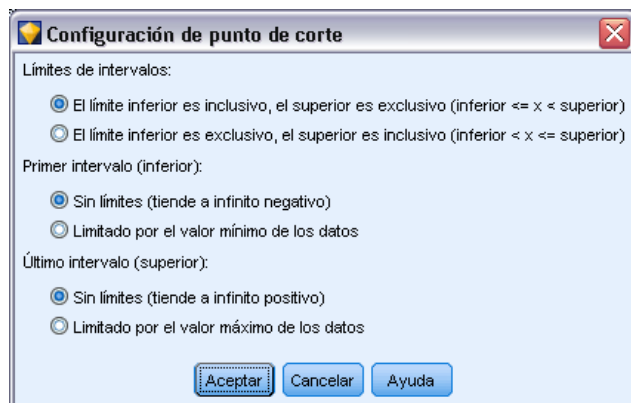 Configuración de punto de corte
Límites de intervalos:
El límite inferior es inclusivo, el superior es exclusivo (inferior <= x < superior)
El límite inferior es exclusivo, el superior es inclusivo (inferior < x <= superior)
Primer intervalo (inferior):
Sin límites (tiende a infinito negativo)
Limitado por el valor mínimo de los datos
Último intervalo (superior):
Sin límites (tiende a infinito positivo)
Limitado por el valor máximo de los datos
Aceptar Cancelar Ayuda